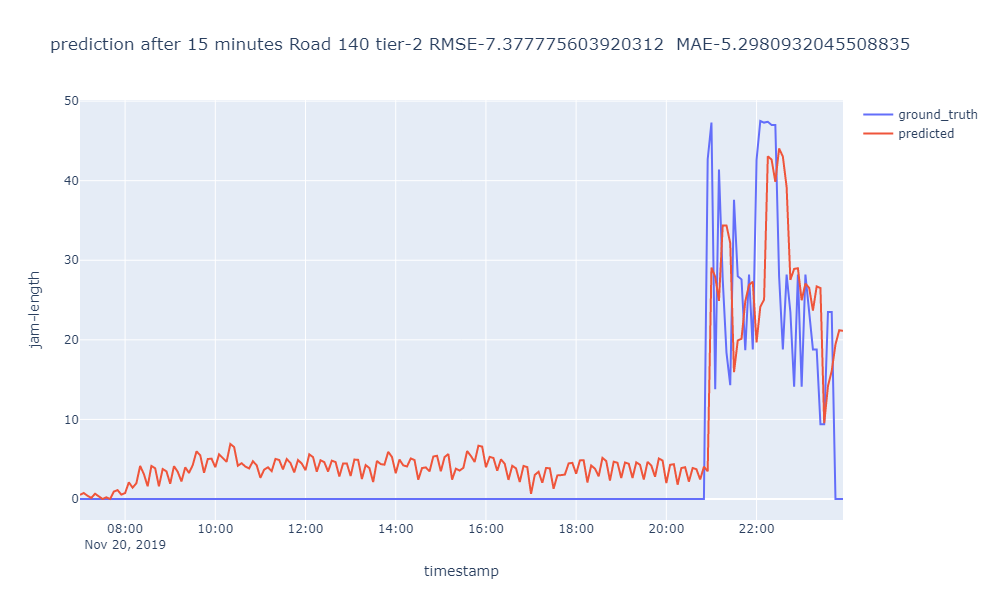 prediction after 15 minutes Road 140 tier-2 RMSE-7.377775603920312  MAE-5.2980932045508835
ground_truth
predicted
jam-length
50
40
30
20
10
0
08:00
10:00
12:00
14:00
16:00
18:00
20:00
22:00
Nov 20, 2019
timestamp